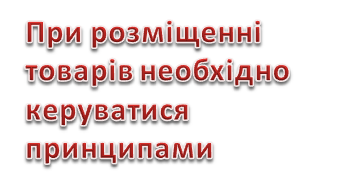 При розміщенні
товарів необхідно
керуватися
принципами